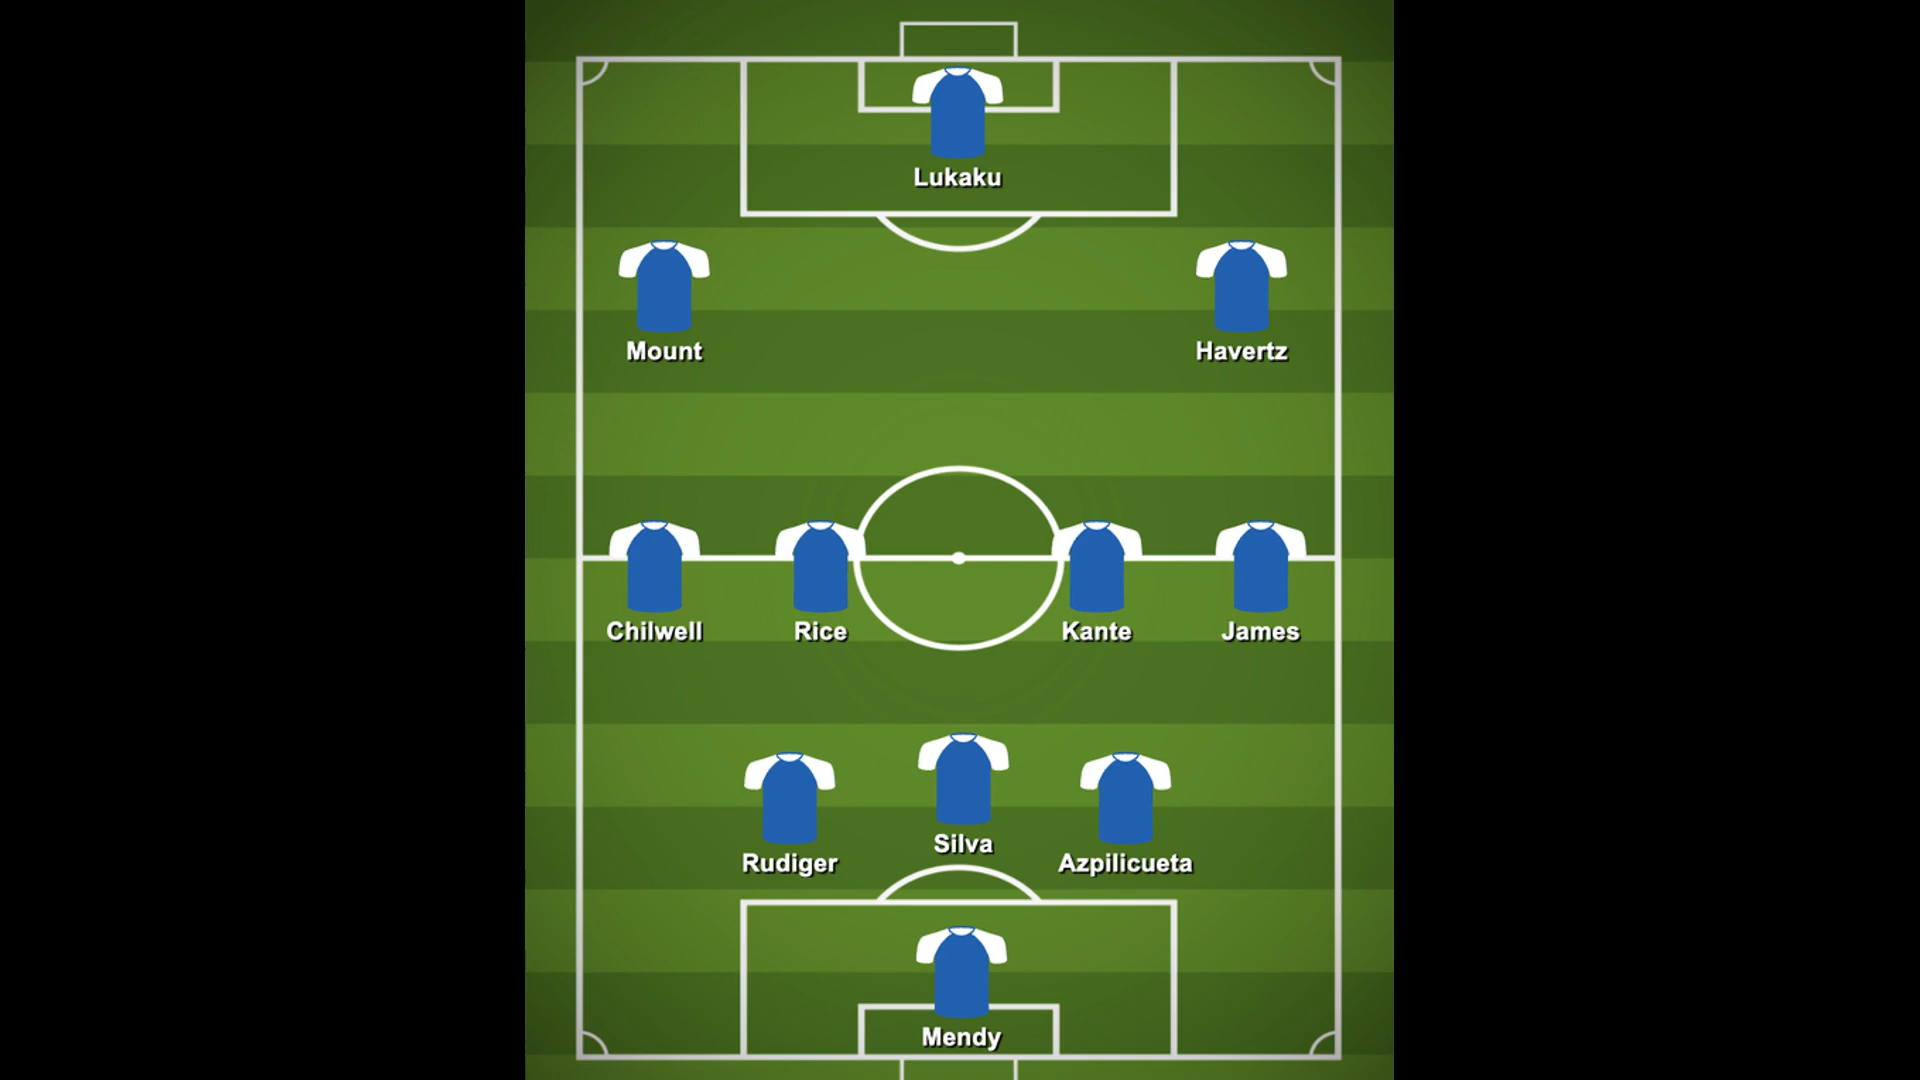 Lukaku
Mount
Havertz
Chilwell
Rice
Kante
James
Silva
Rudiger
Azpilicueta
Mendy